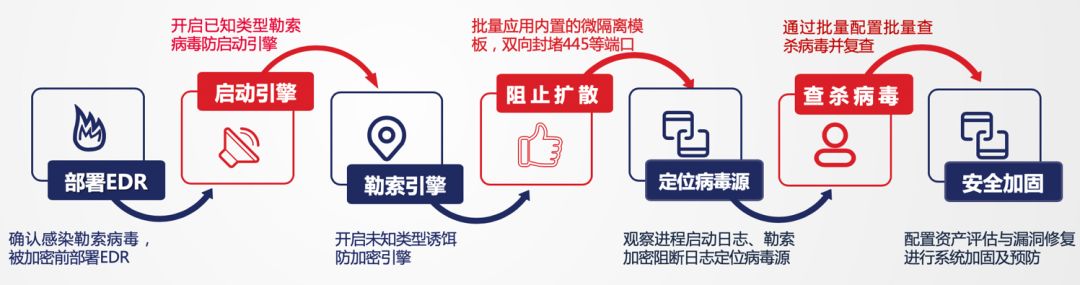 部署EDR
确认感染勒索病毒，
被加密前部署EDR
开启已知类型勒索
病毒防启动引擎
启动引擎
勒索引擎
开启未知类型诱饵
防加密引擎
批量应用内置的微隔离模
板，双向封堵445等端口
阻止扩散
定位病毒源
观察进程启动日志、勒索
加密阻断日志定位病毒源
通过批量配置批量查
杀病毒并复查
查杀病毒
安全加固
配置资产评估与漏洞修复
进行系统加固及预防